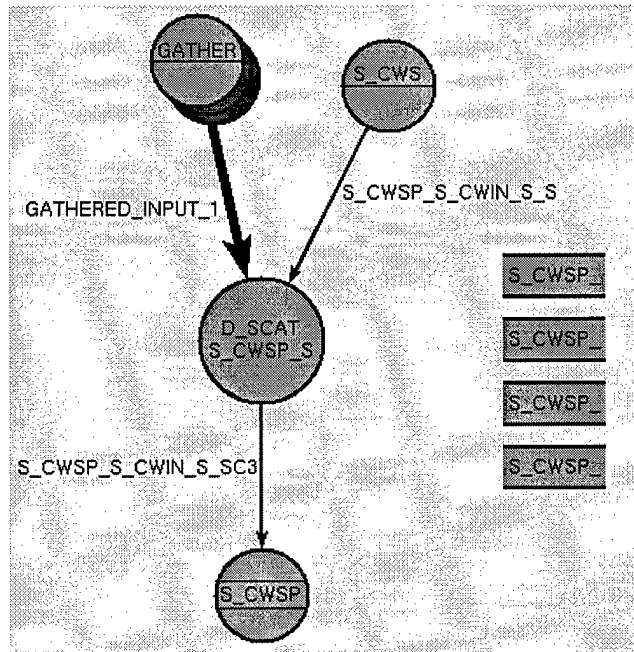 GATHER
S_CWS
S_CWSP_S_CWIN_S_S
GATHERED_INPUT_1
S_CWSP_
D_SCAT
S_CWSP_S
S_CWSP_
S_CWSP_
S_CWSP_S_CWIN_S_SC3
S_CWSP_
S_CWSP